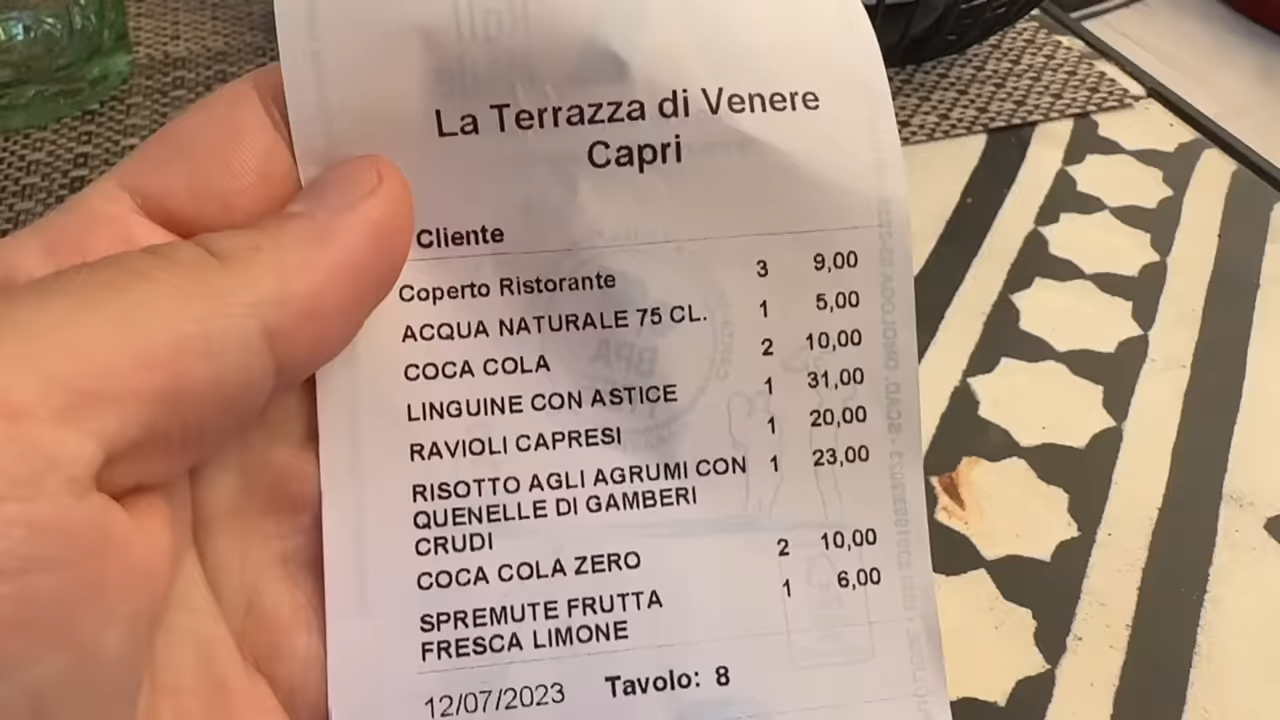 La Terrazza di Venere
Capri
Cliente
Coperto Ristorante 3 9,00
ACQUA NATURALE 75 CL. 1 5,00
COCA COLA 2 10,00
LINGUINE CON ASTICE 1 31,00
RAVIOLI CAPRESI 1 20,00
RISOTTO AGLI AGRUMI CON 1 23,00
QUENELLE DI GAMBERI
CRUDI
COCA COLA ZERO 2 10,00
SPREMUTE FRUTTA 1 6,00
FRESCA LIMONE
12/07/2023 Tavolo: 8